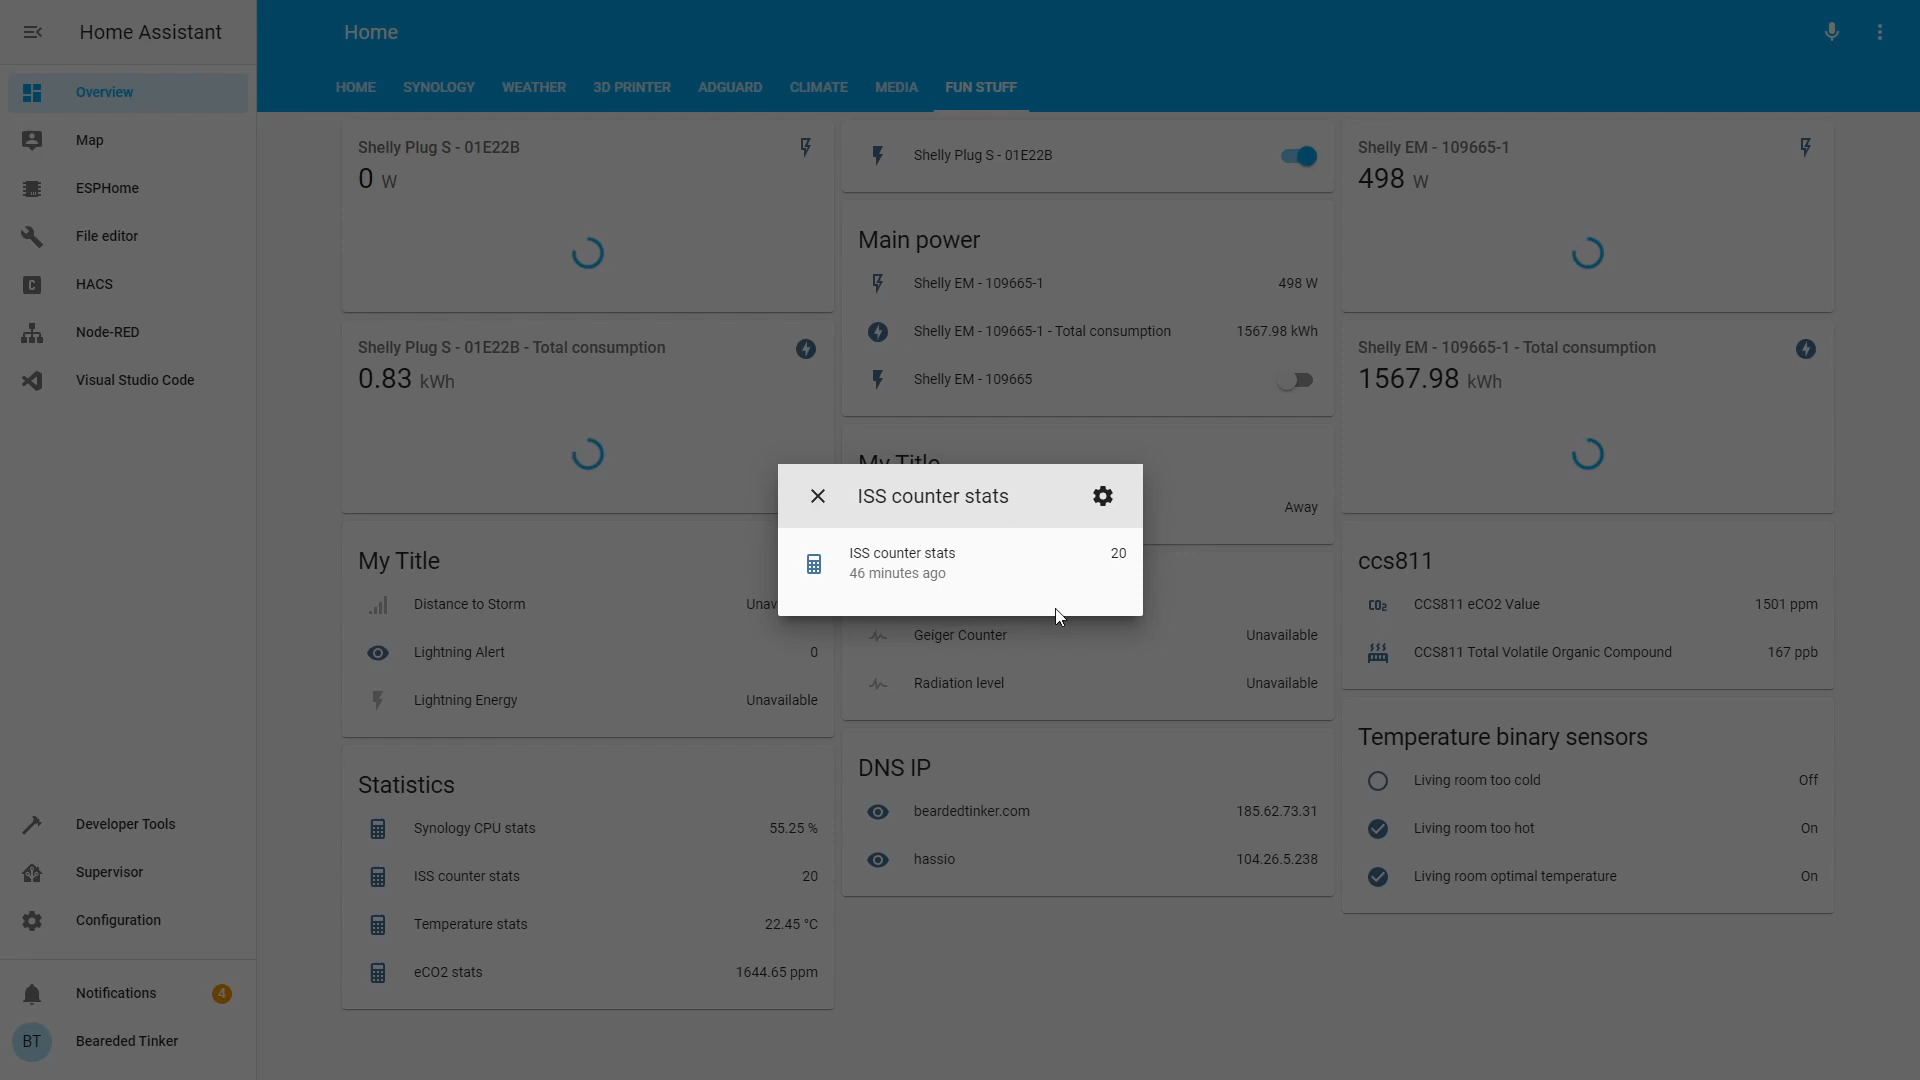 Home Assistant
Overview
Map
ESPHome
File editor
C HACS
Node-RED
Visual Studio Code
Developer Tools
Supervisor
Configuration
Notifications 4
BT Bearded Tinker
Home
HOME SYNOLOGY WEATHER 3D PRINTER ADGUARD CLIMATE MEDIA FUN STUFF
Shelly Plug S - 01E22B
0 W
Shelly Plug S - 01E22B - Total consumption
0.83 kWh
My Title
Distance to Storm Unav
Lightning Alert 0
Lightning Energy Unavailable
Statistics
Synology CPU stats 55.25 %
ISS counter stats 20
Temperature stats 22.45 °C
eCO2 stats 1644.65 ppm
Shelly Plug S - 01E22B
Main power
Shelly EM - 109665-1 498 W
Shelly EM - 109665-1 - Total consumption 1567.98 kWh
Shelly EM - 109665
My Title
Away
ISS counter stats
ISS counter stats 20
46 minutes ago
Geiger Counter Unavailable
Radiation level Unavailable
DNS IP
beardedtinker.com 185.62.73.31
hassio 104.26.5.238
Shelly EM - 109665-1
498 W
Shelly EM - 109665-1 - Total consumption
1567.98 kWh
ccs811
CO2 CCS811 eCO2 Value 1501 ppm
CCS811 Total Volatile Organic Compound 167 ppb
Temperature binary sensors
Living room too cold Off
Living room too hot On
Living room optimal temperature On